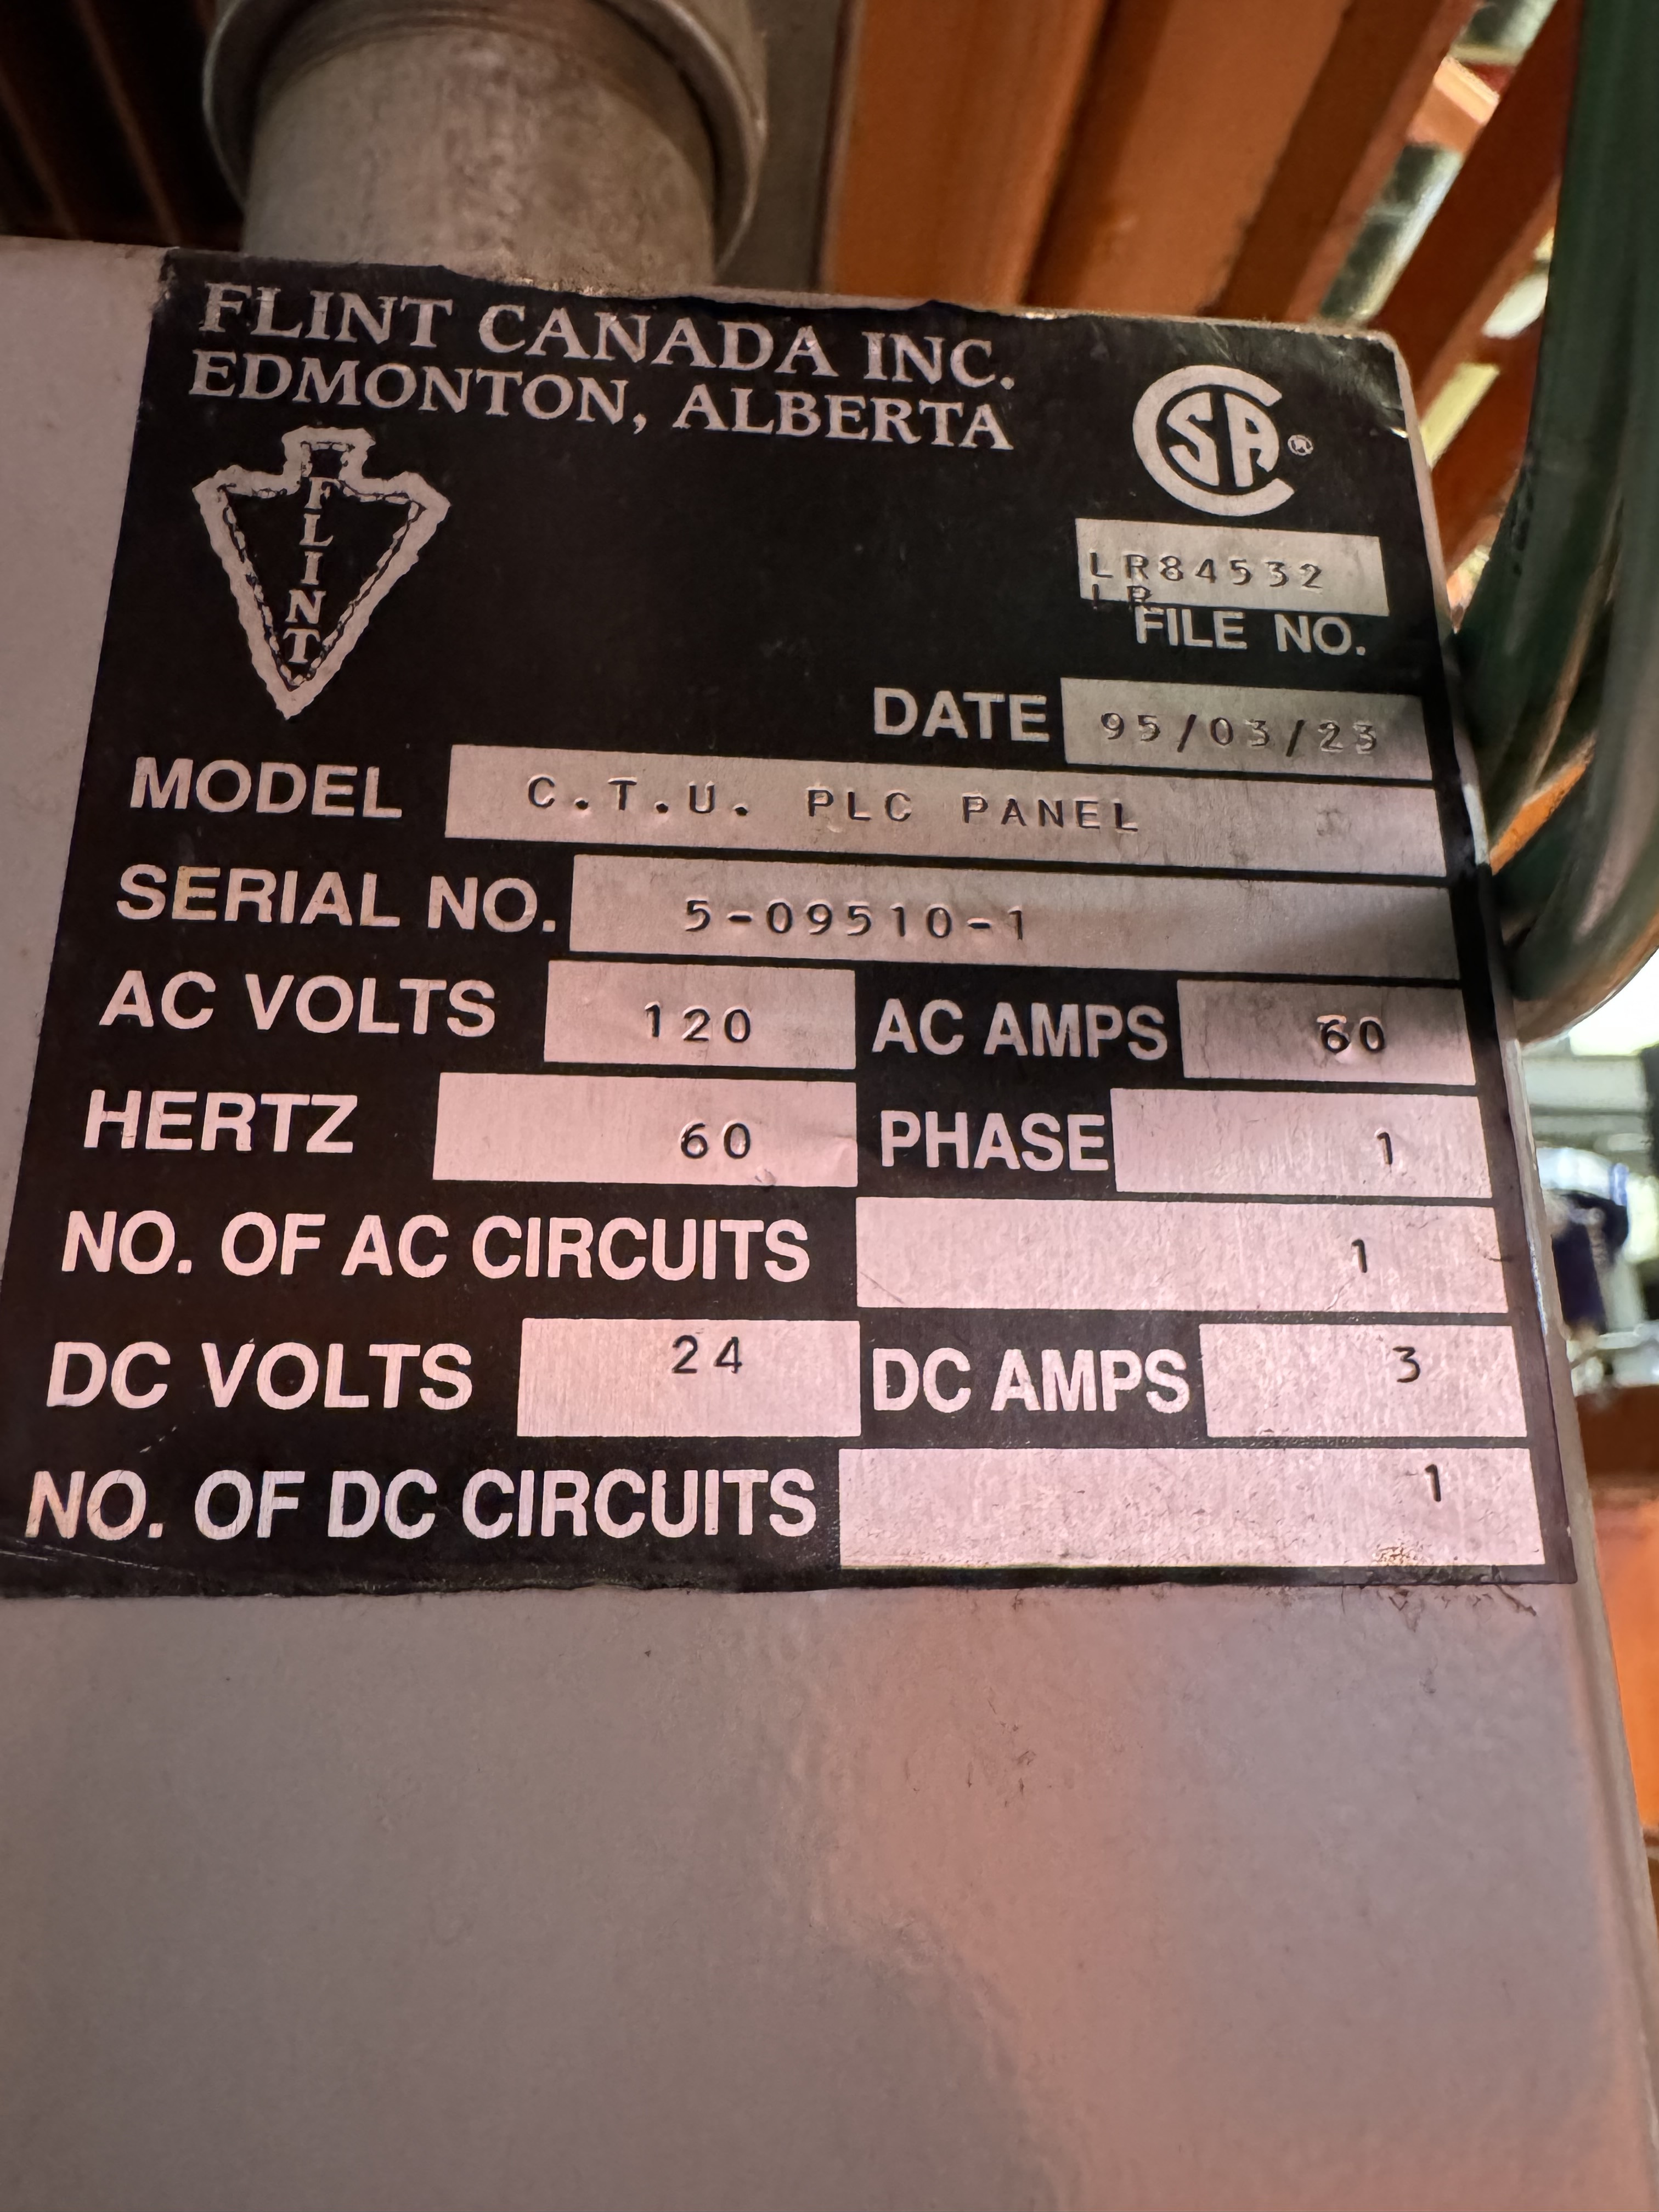 FLINT CANADA INC.
EDMONTON, ALBERTA
CSA®
FLINT
LR84532
LR
FILE NO.
DATE 95/03/23
MODEL C.T.U. PLC PANEL
SERIAL NO. 5-09510-1
AC VOLTS 120 AC AMPS 60
HERTZ 60 PHASE 1
NO. OF AC CIRCUITS 1
DC VOLTS 24 DC AMPS 3
NO. OF DC CIRCUITS 1